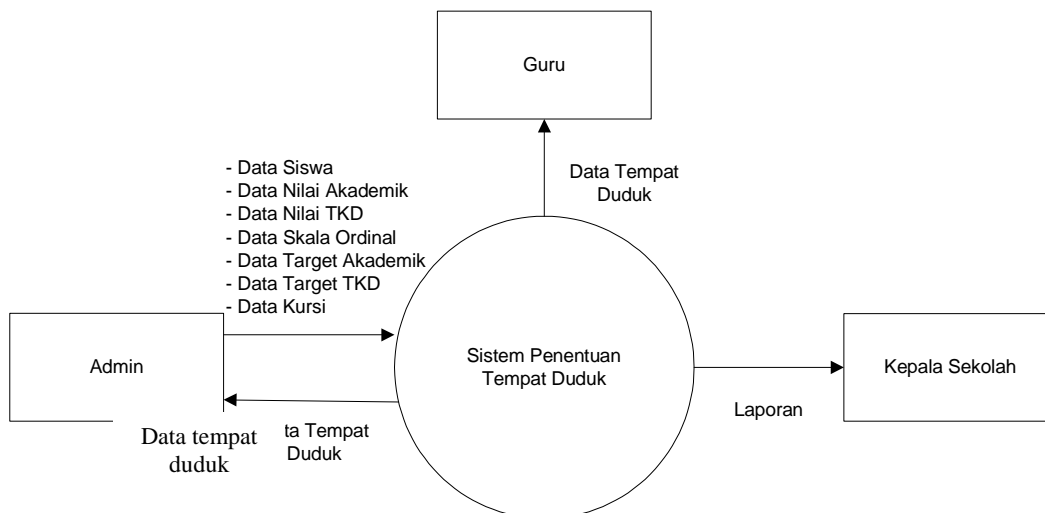 Guru
- Data Siswa
- Data Nilai Akademik
- Data Nilai TKD
- Data Skala Ordinal
- Data Target Akademik
- Data Target TKD
- Data Kursi
Data Tempat
Duduk
Admin
Sistem Penentuan
Tempat Duduk
Kepala Sekolah
Laporan
Data tempat
duduk
ta Tempat
Duduk